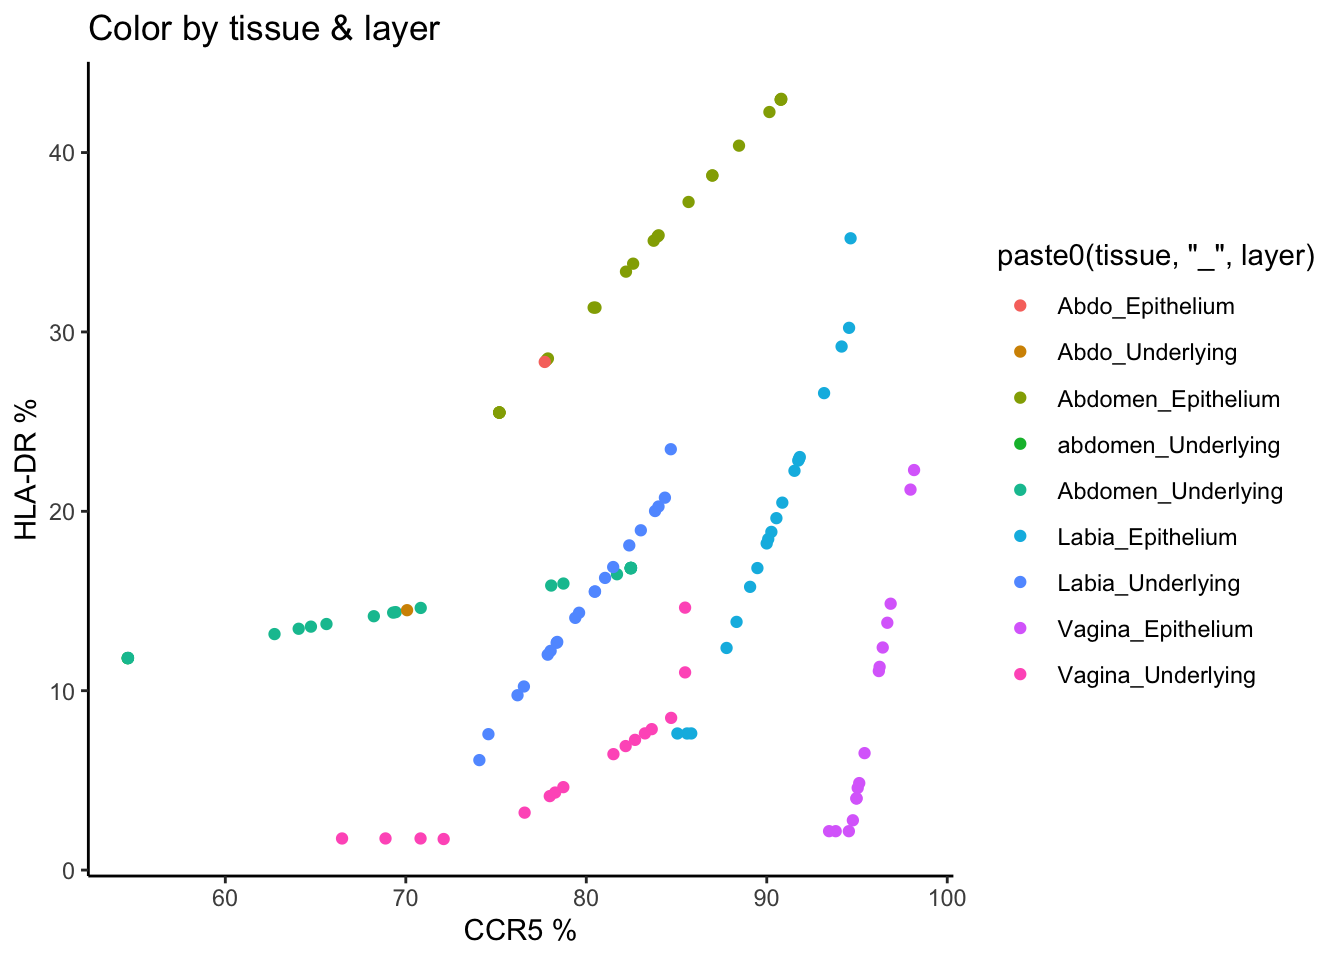 Color by tissue & layer
HLA-DR %
40
30
20
10
0
60 70 80 90 100
CCR5 %
paste0(tissue, "_", layer)
Abdo_Epithelium
Abdo_Underlying
Abdomen_Epithelium
abdomen_Underlying
Abdomen_Underlying
Labia_Epithelium
Labia_Underlying
Vagina_Epithelium
Vagina_Underlying